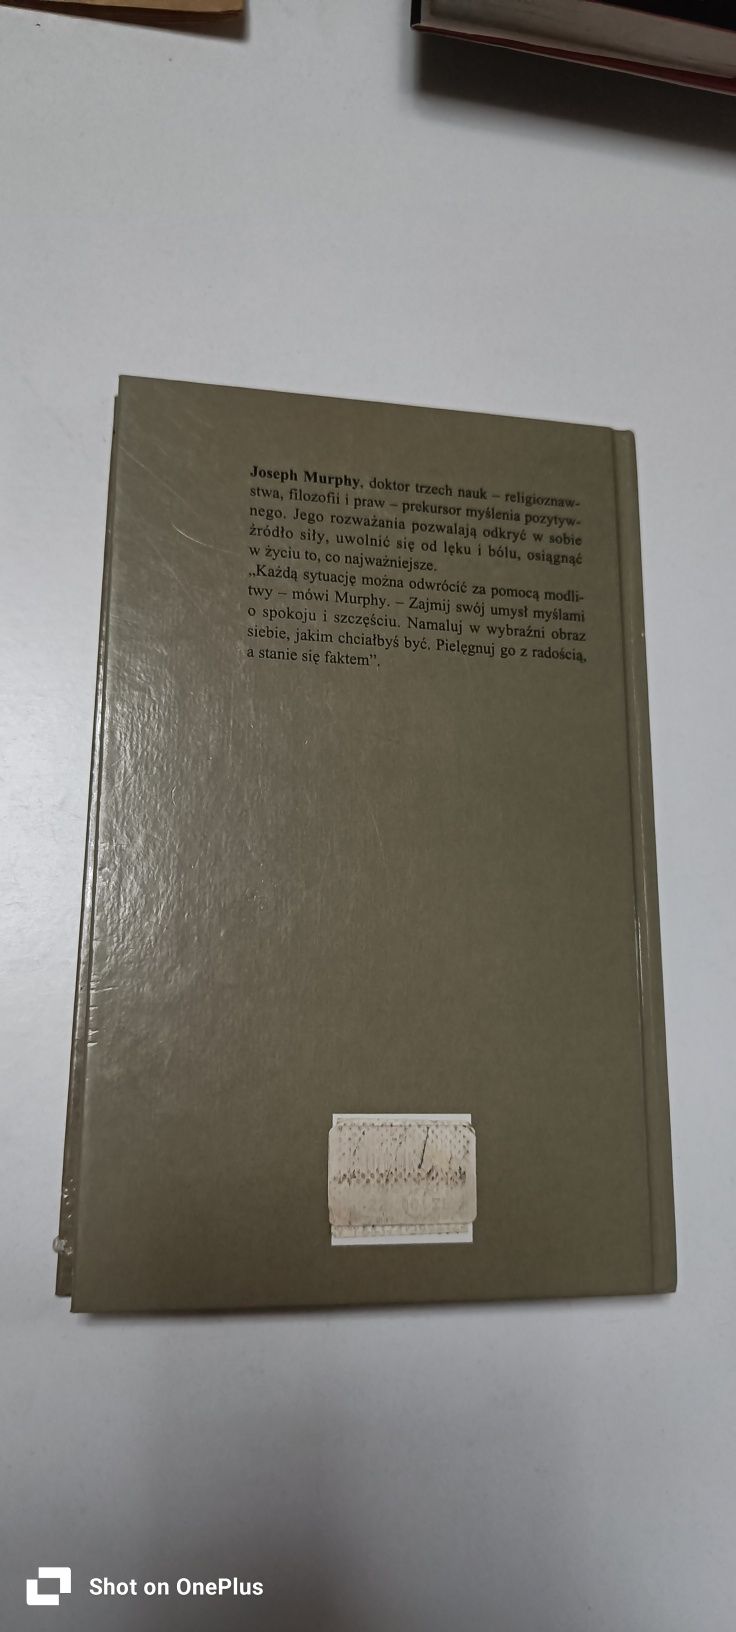 Joseph Murphy, doktor trzech nauk – religioznaw-
stwa, filozofii i praw – prekursor myślenia pozytyw-
nego. Jego rozważania pozwalają odkryć w sobie
źródło siły, uwolnić się od lęku i bólu, osiągnąć
w życiu to, co najważniejsze.
„Każdą sytuację można odwrócić za pomocą modli-
twy – mówi Murphy. – Zajmij swój umysł myślami
o spokoju i szczęściu. Namaluj w wybraźni obraz
siebie, jakim chciałbyś być. Pielęgnuj go z radością,
a stanie się faktem”.
Shot on OnePlus